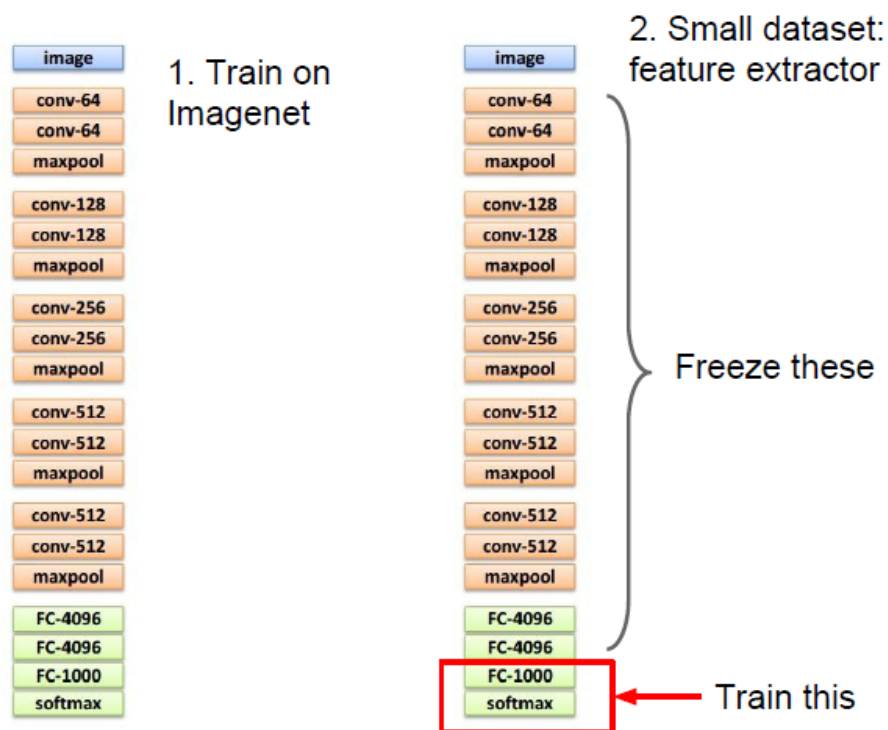 image
conv-64
conv-64
maxpool
conv-128
conv-128
maxpool
conv-256
conv-256
maxpool
conv-512
conv-512
maxpool
conv-512
conv-512
maxpool
FC-4096
FC-4096
FC-1000
softmax
1. Train on
Imagenet
image
conv-64
conv-64
maxpool
conv-128
conv-128
maxpool
conv-256
conv-256
maxpool
conv-512
conv-512
maxpool
conv-512
conv-512
maxpool
FC-4096
FC-4096
FC-1000
softmax
2. Small dataset:
feature extractor
Freeze these
Train this